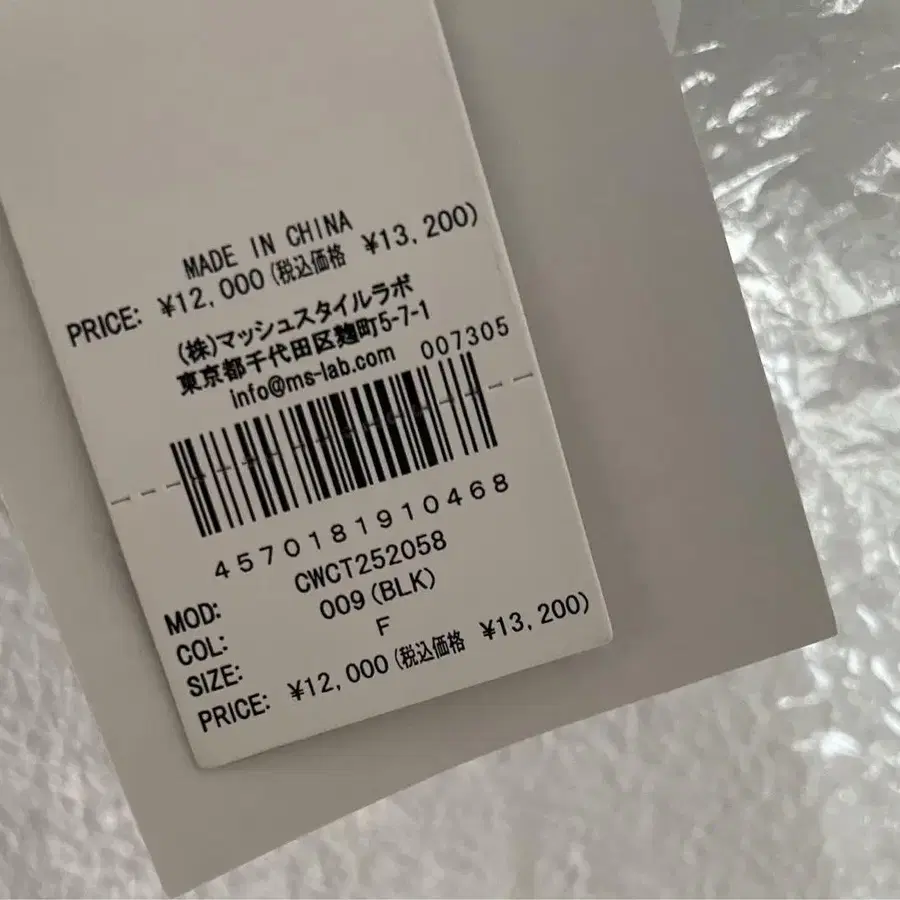 MADE IN CHINA
PRICE: ¥12,000(税込価格 ¥13,200)
(株)マッシュスタイルラボ
東京都千代田区麹町5-7-1
info@ms-lab.com 007305
4570181910468
MOD: CWCT252058
COL: 009(BLK)
SIZE: F
PRICE: ¥12,000(税込価格 ¥13,200)